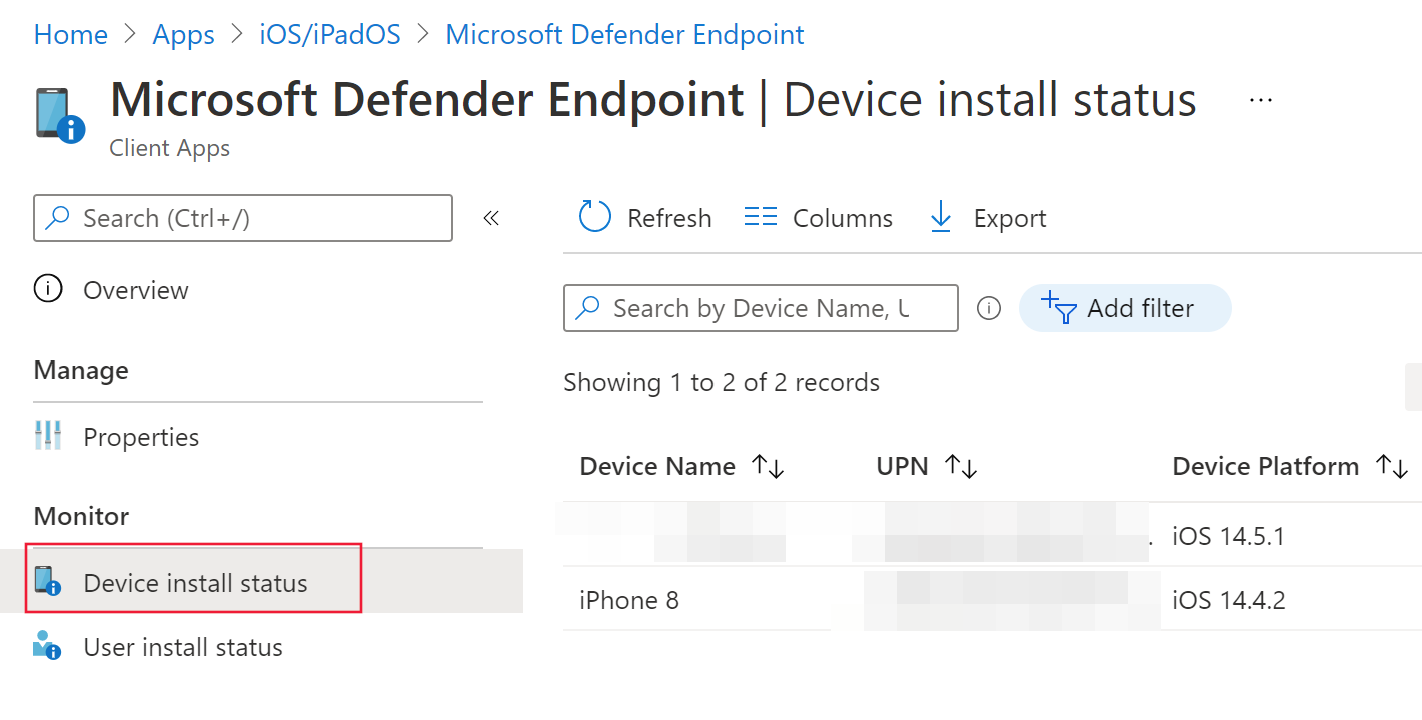 Home > Apps > iOS/iPadOS > Microsoft Defender Endpoint
Microsoft Defender Endpoint | Device install status ...
Client Apps
Search (Ctrl+/) «
Overview
Manage
Properties
Monitor
Device install status
User install status
Refresh Columns Export
Search by Device Name, U Add filter
Showing 1 to 2 of 2 records
Device Name ↑↓ UPN ↑↓ Device Platform ↑↓
. iOS 14.5.1
iPhone 8 iOS 14.4.2